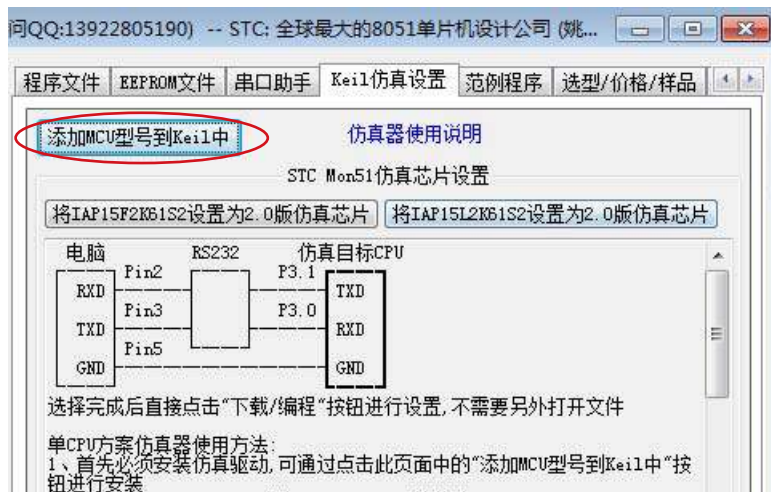 问QQ:13922805190) -- STC: 全球最大的8051单片机设计公司 (姚...
程序文件 EEPROM文件 串口助手 Keil仿真设置 范例程序 选型/价格/样品
添加MCU型号到Keil中 仿真器使用说明
STC Mon51仿真芯片设置
将IAP15F2K61S2设置为2.0版仿真芯片 将IAP15L2K61S2设置为2.0版仿真芯片
电脑 RS232 仿真目标CPU
Pin2 P3.1
RXD TXD
Pin3 P3.0
TXD RXD
Pin5
GND GND
选择完成后直接点击“下载/编程“按钮进行设置,不需要另外打开文件
单CPU方案仿真器使用方法:
1、首先必须安装仿真驱动,可通过点击此页面中的“添加MCU型号到Keil中“按
钮进行安装